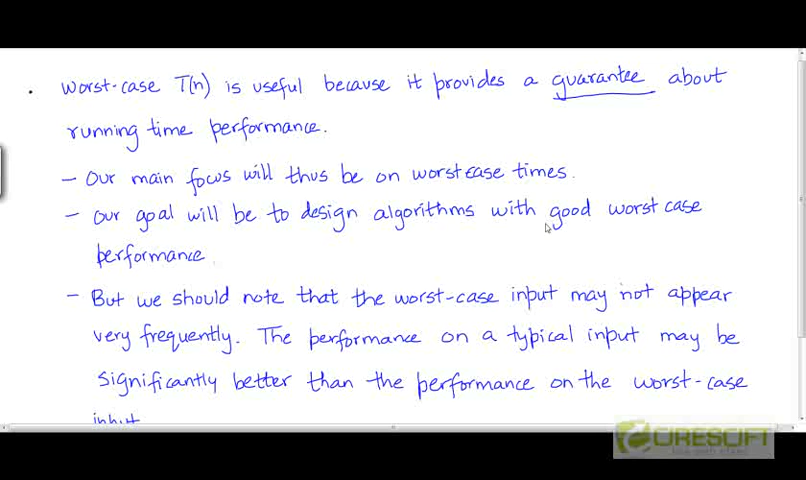 . Worst-case T(n) is useful because it provides a guarantee about
running time performance.
- Our main focus will thus be on worstcase times.
- Our goal will be to design algorithms with good worst case
performance.
- But we should note that the worst-case input may not appear
very frequently. The performance on a typical input may be
significantly better than the performance on the worst-case
input
CIRESOFT